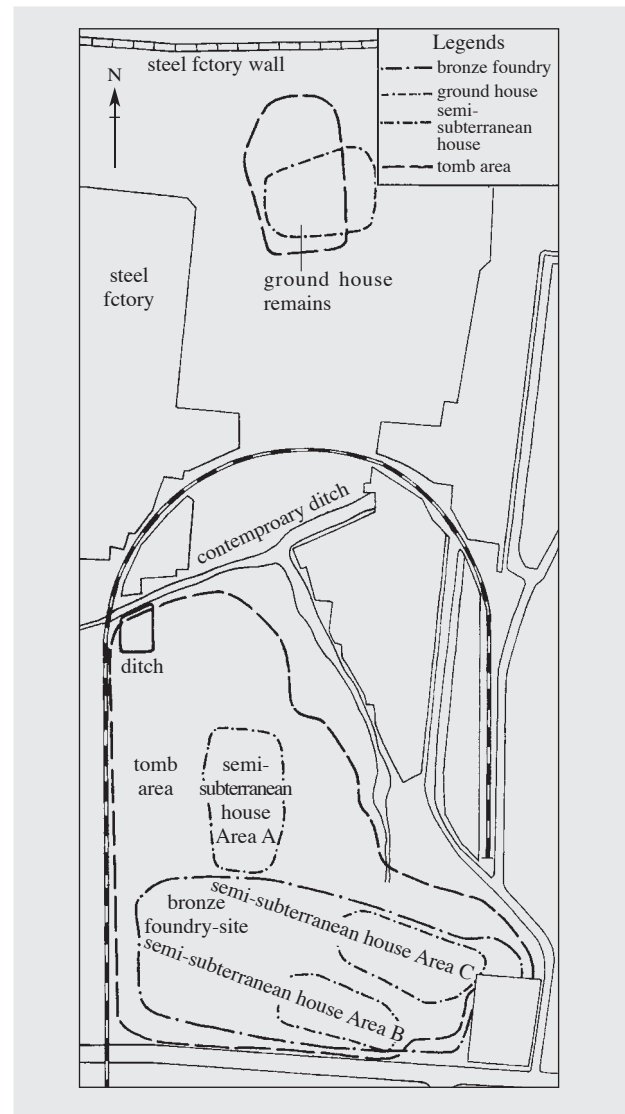 Legends
bronze foundry
ground house
semi-
subterranean
house
tomb area
steel fctory wall
N
ground house
remains
steel
fctory
contemproary ditch
ditch
tomb
area
semi-
subterranean
house
Area A
bronze
foundry-site
semi-subterranean house Area C
semi-subterranean house Area B